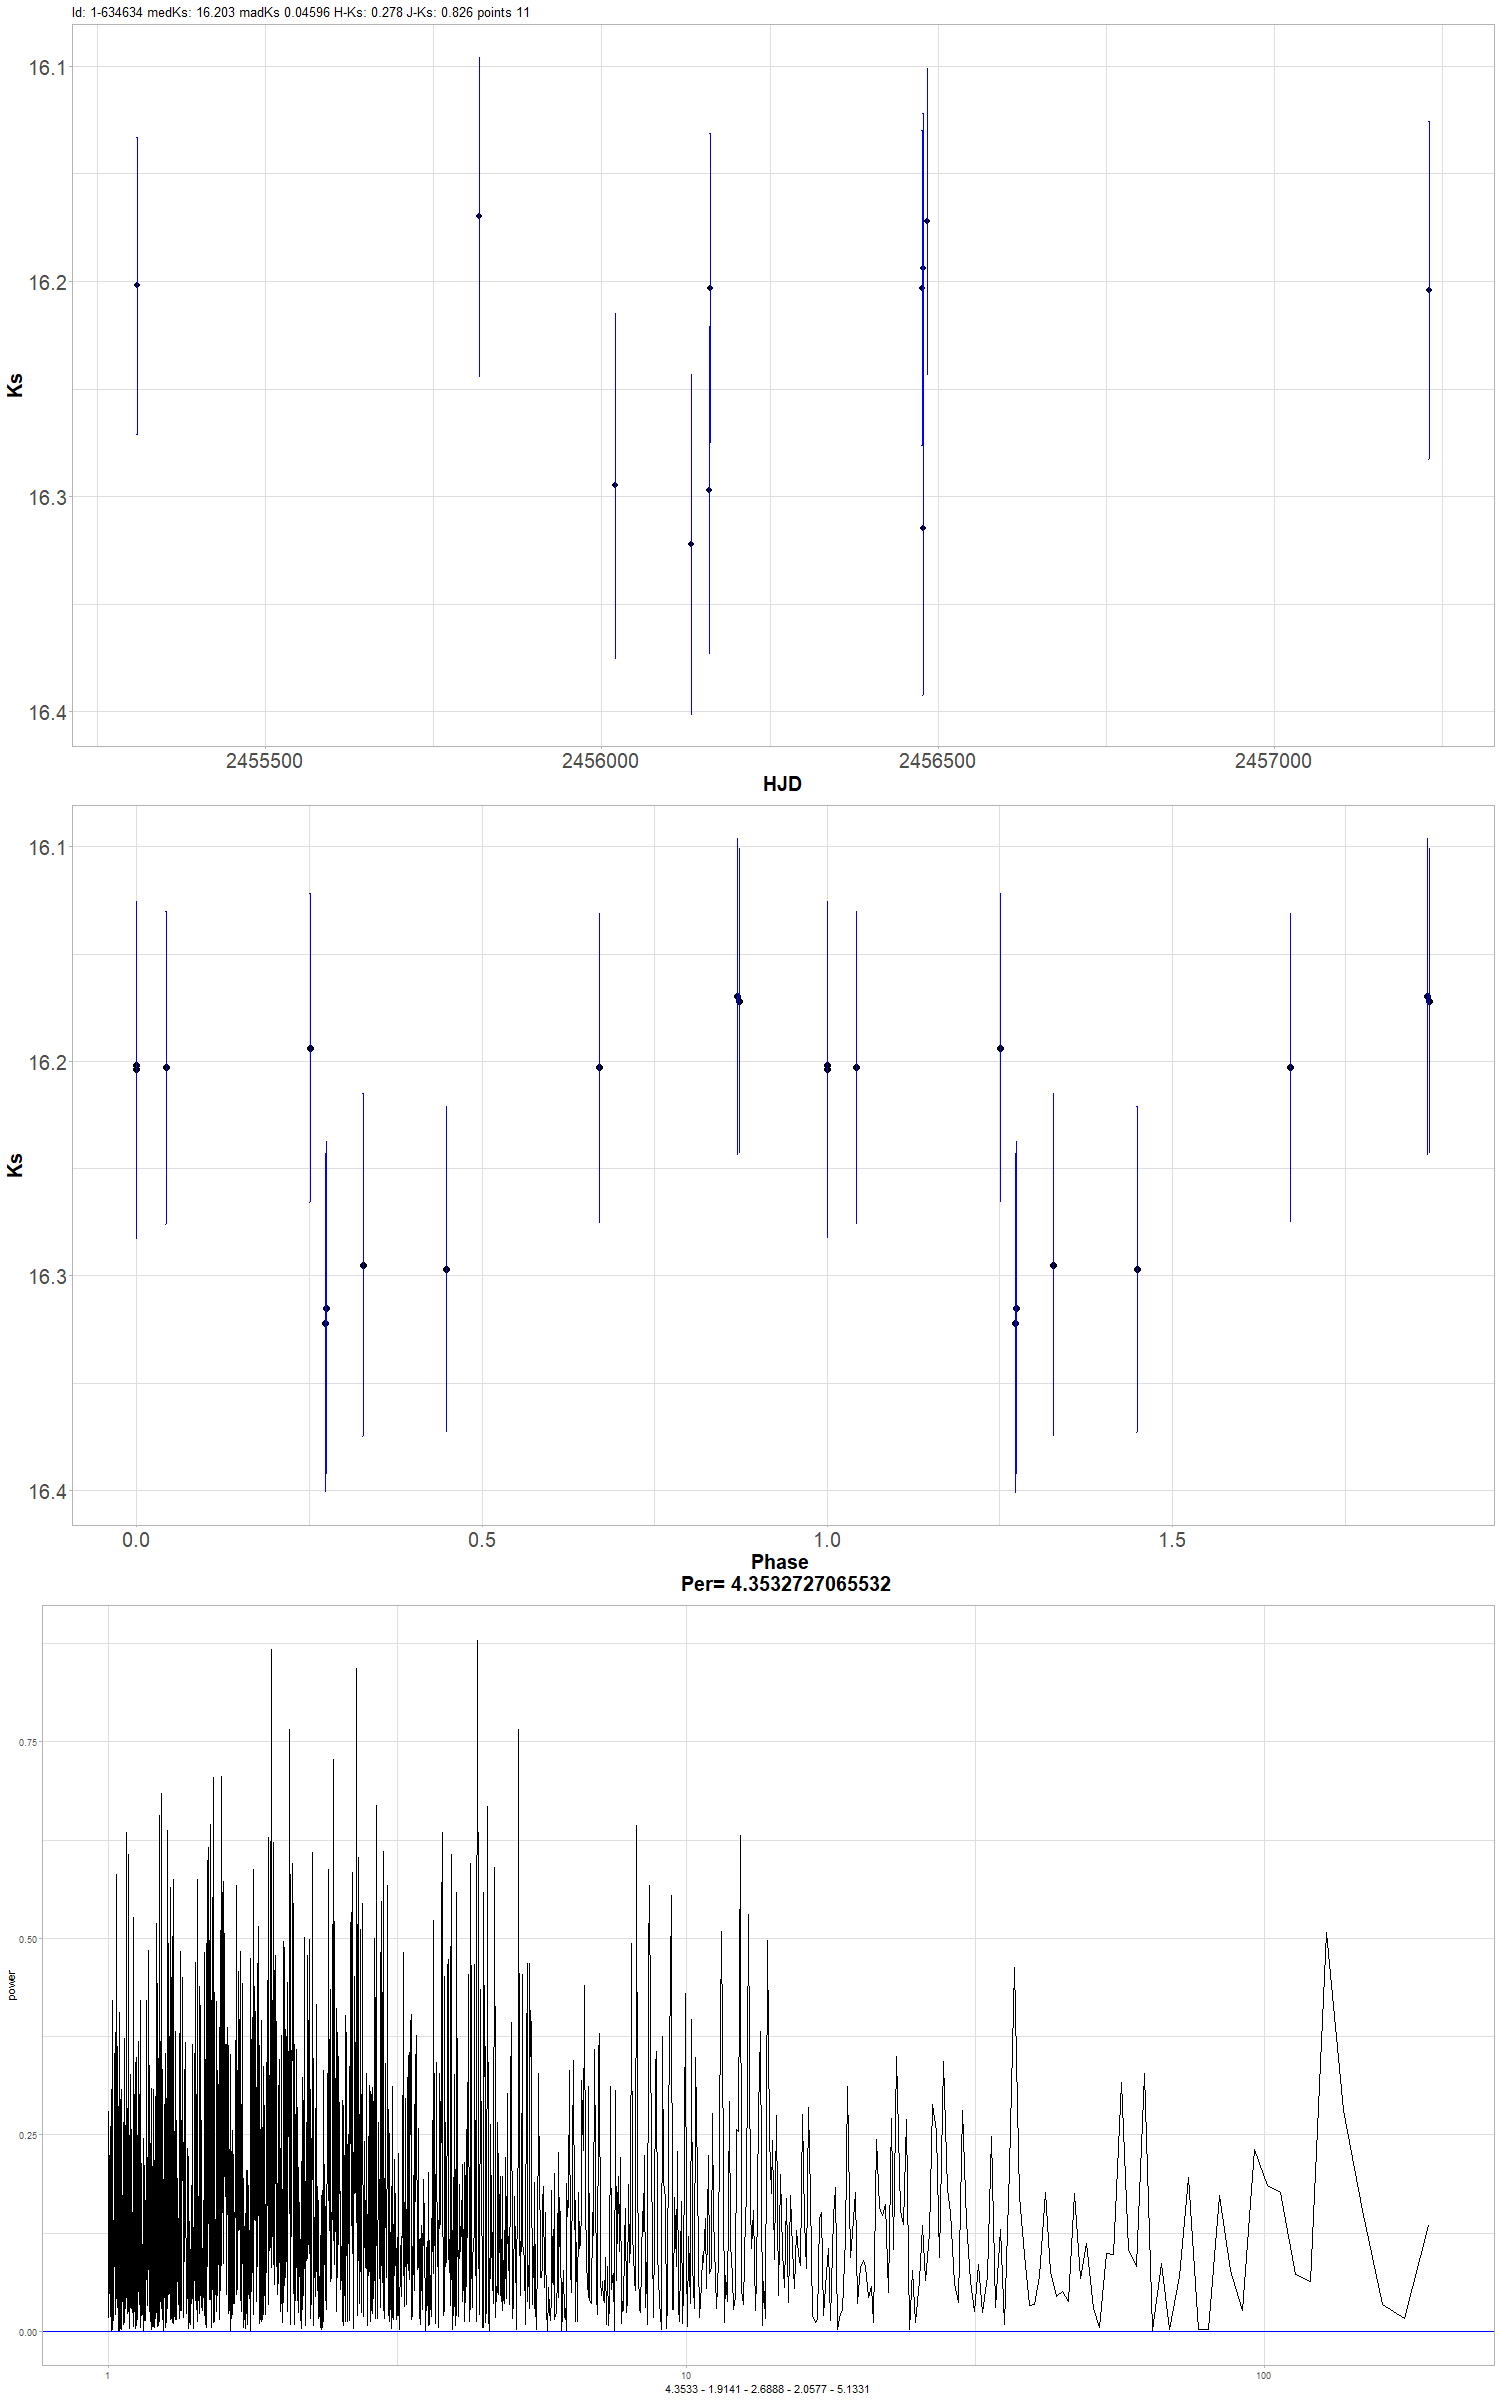 Id: 1-634634 medKs: 16.203 madKs 0.04596 H-Ks: 0.278 J-Ks: 0.826 points 11
16.1
16.2
16.3
16.4
Ks
2455500 2456000 2456500 2457000
HJD
16.1
16.2
16.3
16.4
Ks
0.0 0.5 1.0 1.5
Phase
Per= 4.3532727065532
0.75
0.50
0.25
0.00
power
1 10 100
4.3533 - 1.9141 - 2.6888 - 2.0577 - 5.1331